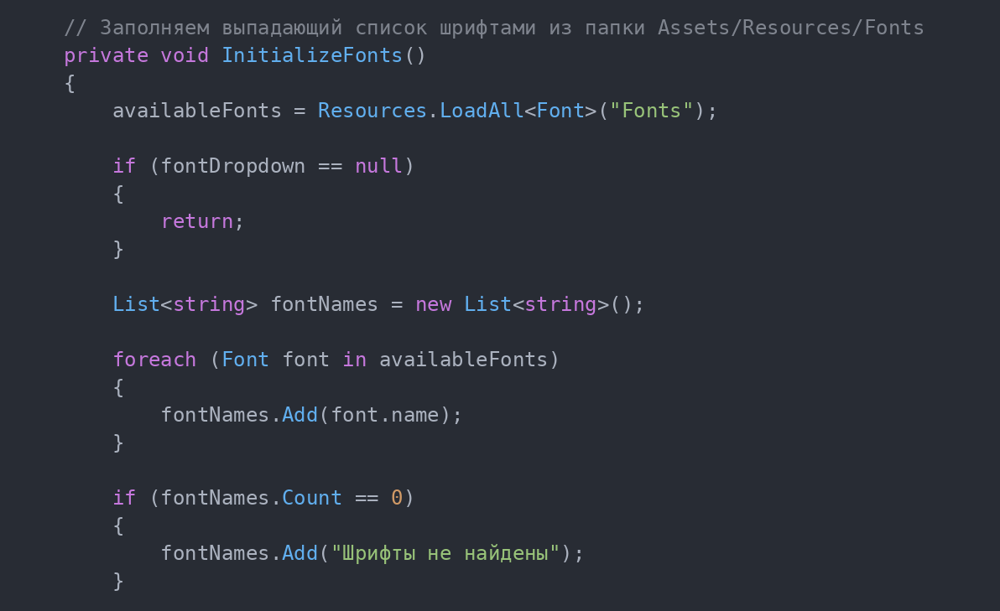 // Заполняем выпадающий список шрифтами из папки Assets/Resources/Fonts
private void InitializeFonts()
{
    availableFonts = Resources.LoadAll<Font>("Fonts");

    if (fontDropdown == null)
    {
        return;
    }

    List<string> fontNames = new List<string>();

    foreach (Font font in availableFonts)
    {
        fontNames.Add(font.name);
    }

    if (fontNames.Count == 0)
    {
        fontNames.Add("Шрифты не найдены");
    }